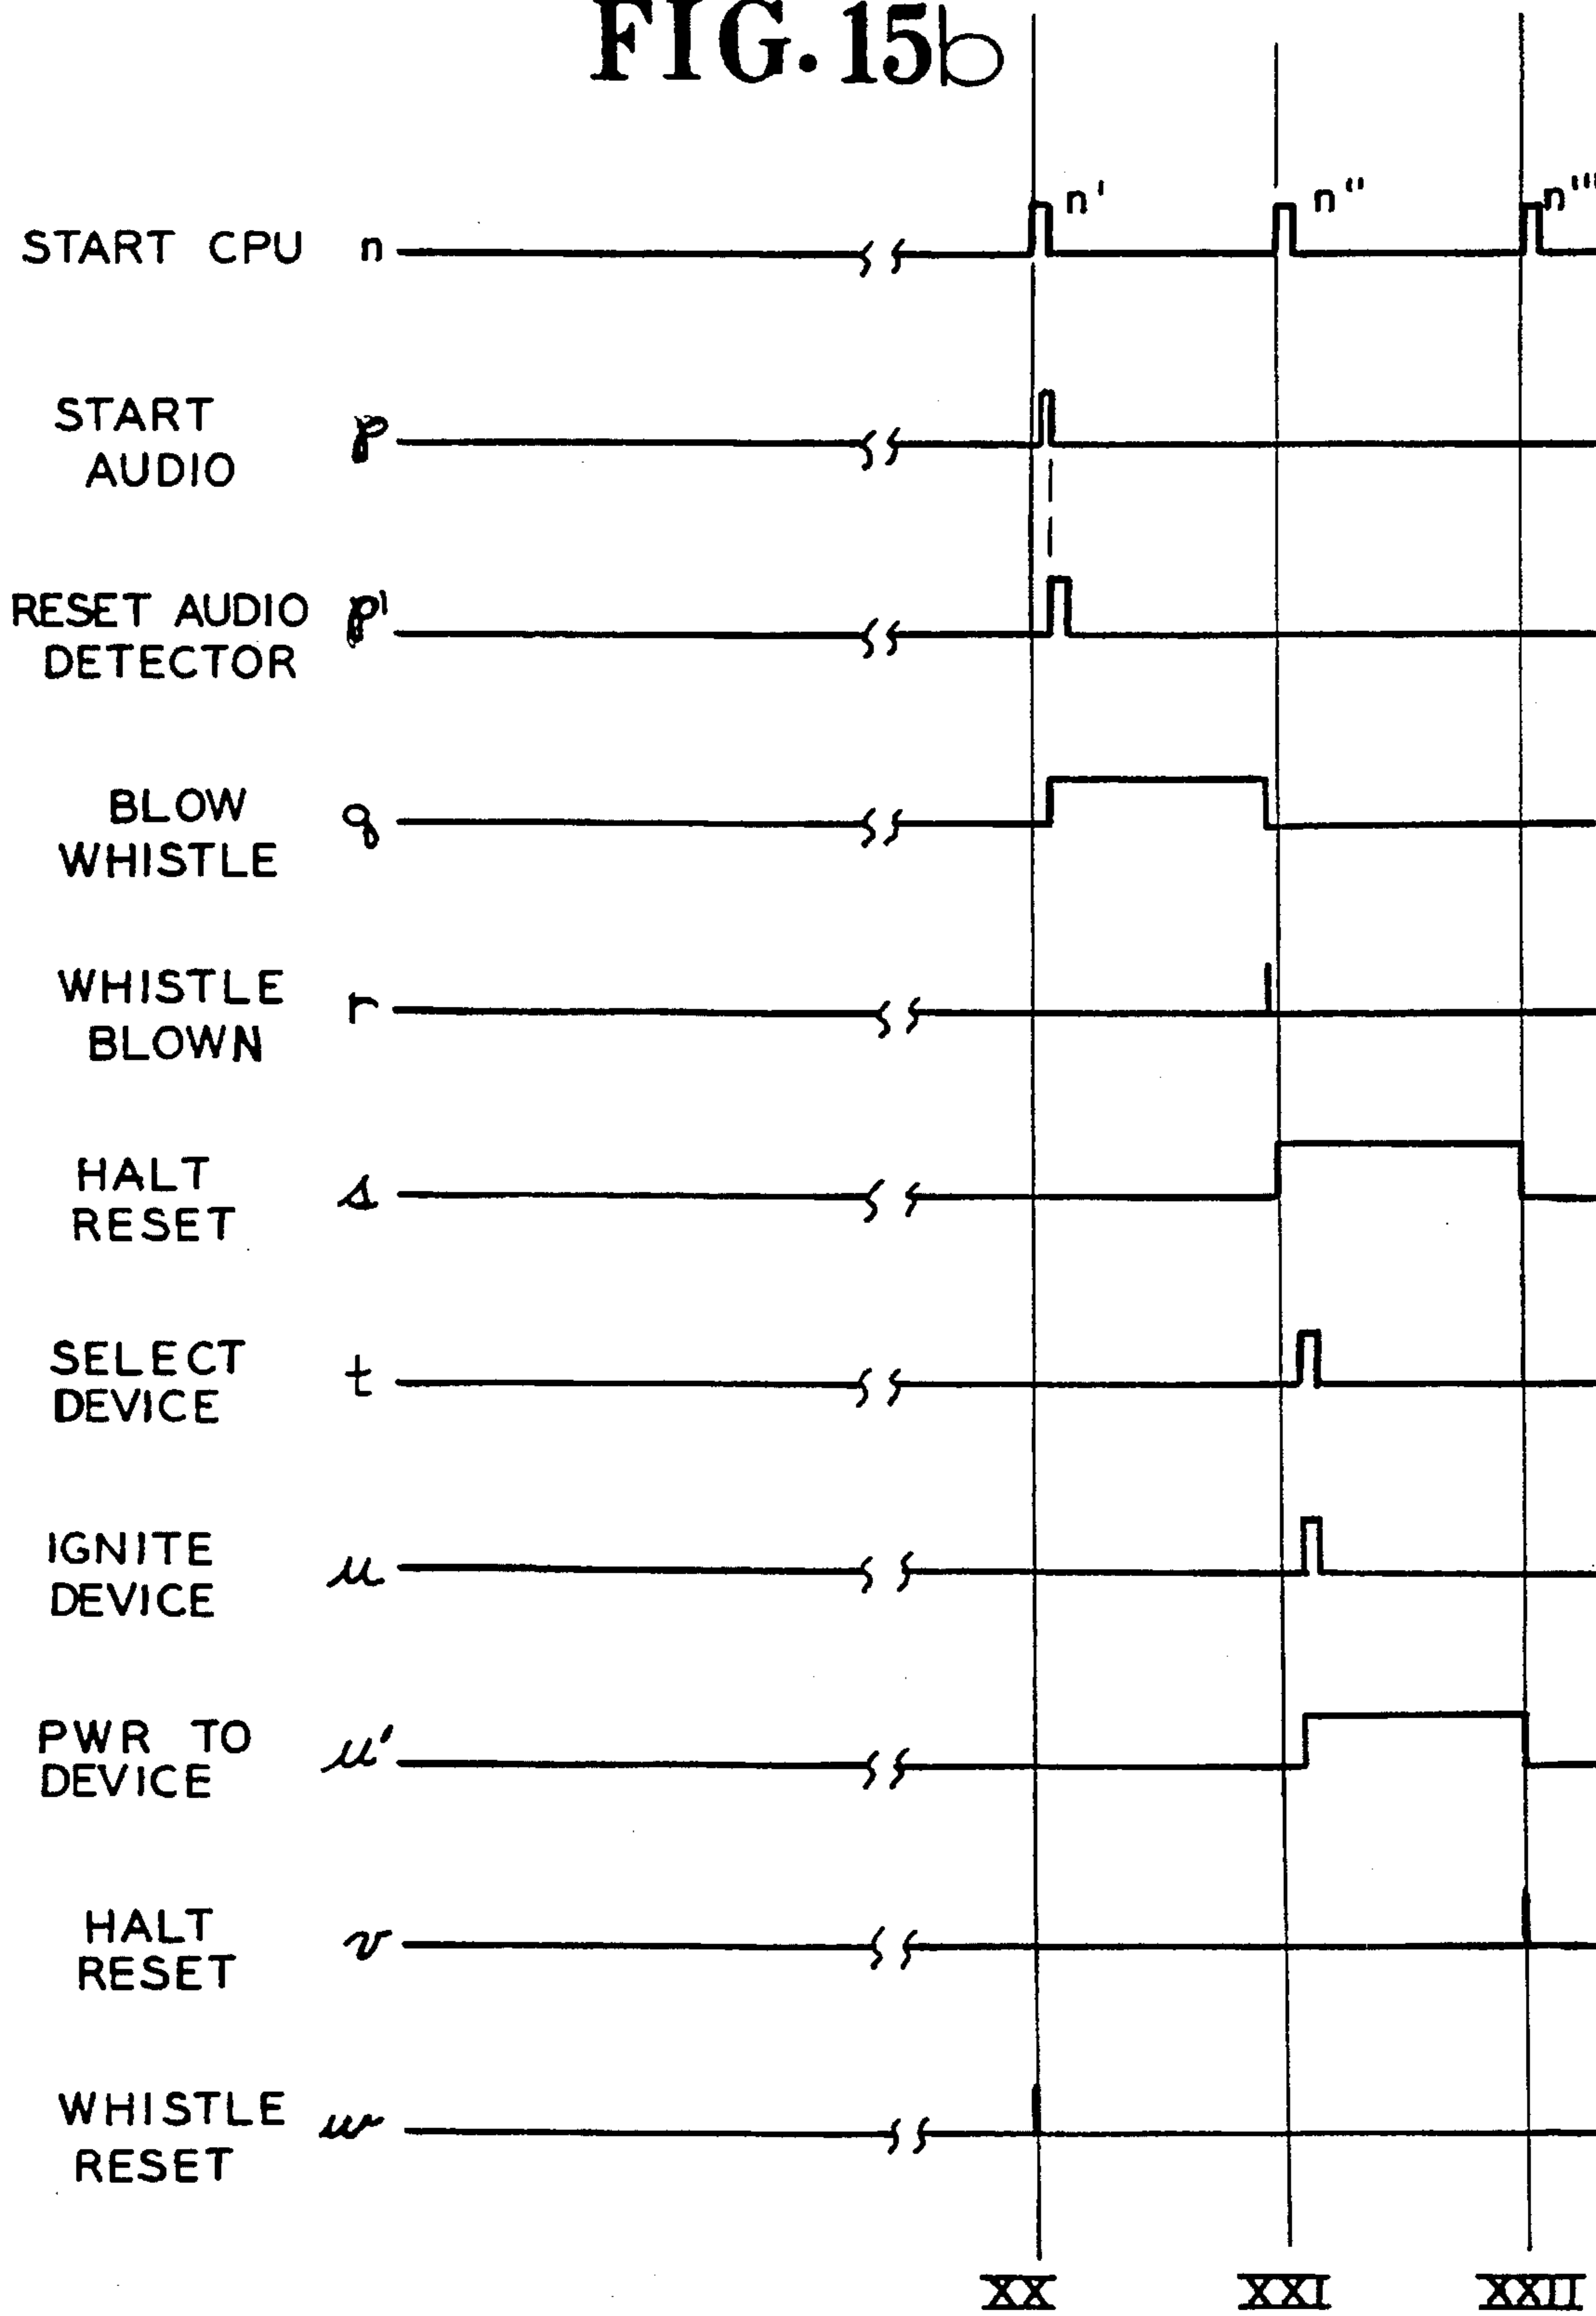 FIG. 15b
n' n" n'''
START CPU n
START
AUDIO p
RESET AUDIO p'
DETECTOR
BLOW
WHISTLE q
WHISTLE
BLOWN r
HALT
RESET s
SELECT
DEVICE t
IGNITE
DEVICE u
PWR TO
DEVICE u'
HALT
RESET v
WHISTLE
RESET w
XX XXI XXII